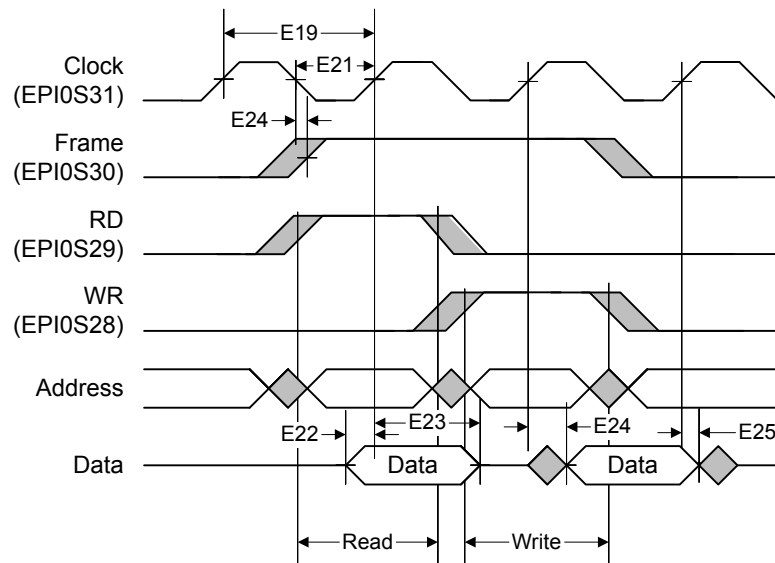 E19
Clock
(EPI0S31)
E21
E24
Frame
(EPI0S30)
RD
(EPI0S29)
WR
(EPI0S28)
Address
E22
E23
E24
E25
Data
Data
Data
Read
Write